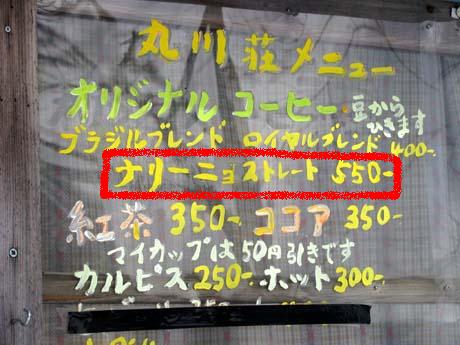 丸川荘メニュー
オリジナル コーヒー・豆からひきます
ブラジルブレンド ロイヤルブレンド 400-
ナリーニョ ストレート 550-
紅茶 350- ココア 350-
マイカップは50円引きです
カルピス 250- ホット 300-